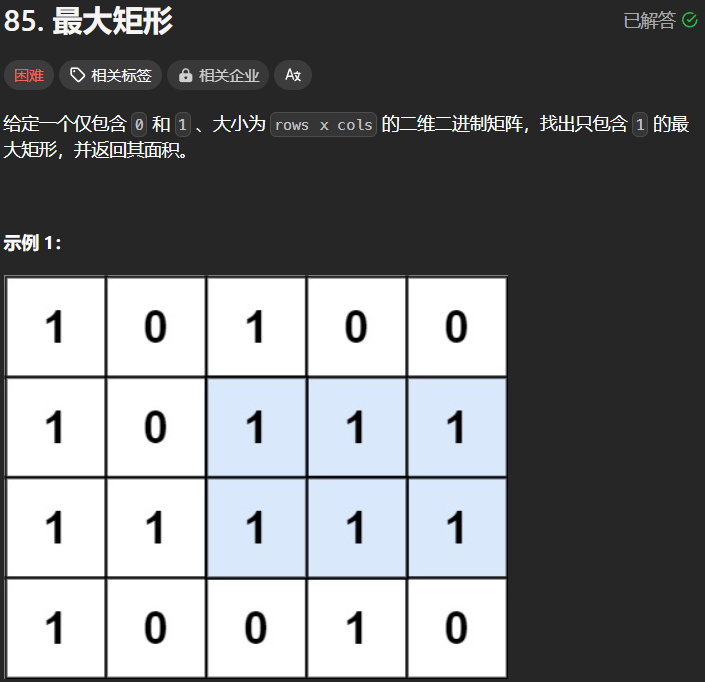 85. 最大矩形
已解答
困难 相关标签 相关企业
给定一个仅包含 0 和 1 、大小为 rows x cols 的二维二进制矩阵，找出只包含 1 的最
大矩形，并返回其面积。
示例 1：
1 0 1 0 0
1 0 1 1 1
1 1 1 1 1
1 0 0 1 0